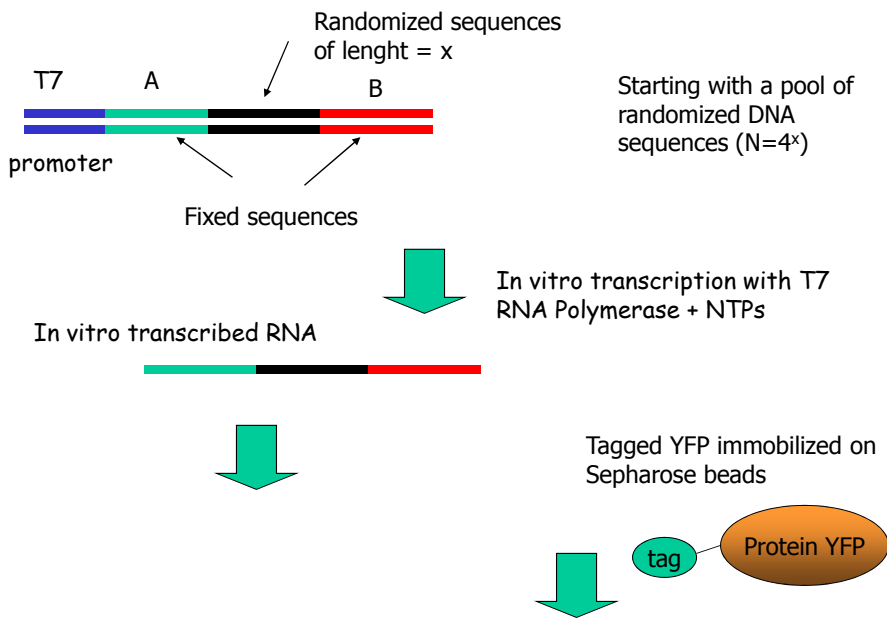 Randomized sequences
of lenght = x
T7
A
B
promoter
Fixed sequences
Starting with a pool of
randomized DNA
sequences (N=4ˣ)
In vitro transcription with T7
RNA Polymerase + NTPs
In vitro transcribed RNA
Tagged YFP immobilized on
Sepharose beads
tag
Protein YFP